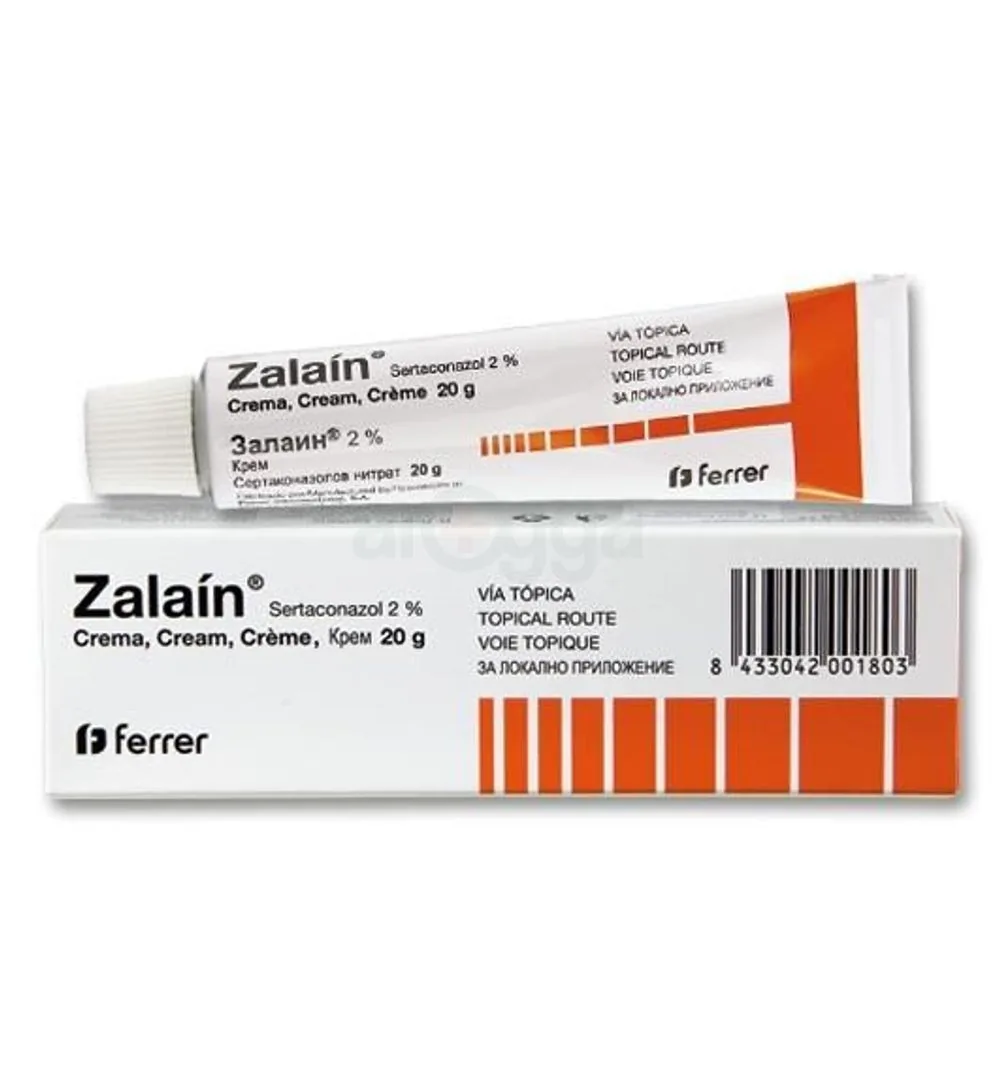 Zalaín® Sertaconazol 2 %
Crema, Cream, Crème 20 g
Залаин® 2 %
Крем
Сертаконазолов нитрат 20 g
VÍA TÓPICA
TOPICAL ROUTE
VOIE TOPIQUE
ЗА ЛОКАЛНО ПРИЛОЖЕНИЕ
ferrer
arogga
Zalaín® Sertaconazol 2 %
Crema, Cream, Crème, Крем 20 g
ferrer
VÍA TÓPICA
TOPICAL ROUTE
VOIE TOPIQUE
ЗА ЛОКАЛНО ПРИЛОЖЕНИЕ
8 433042 001803